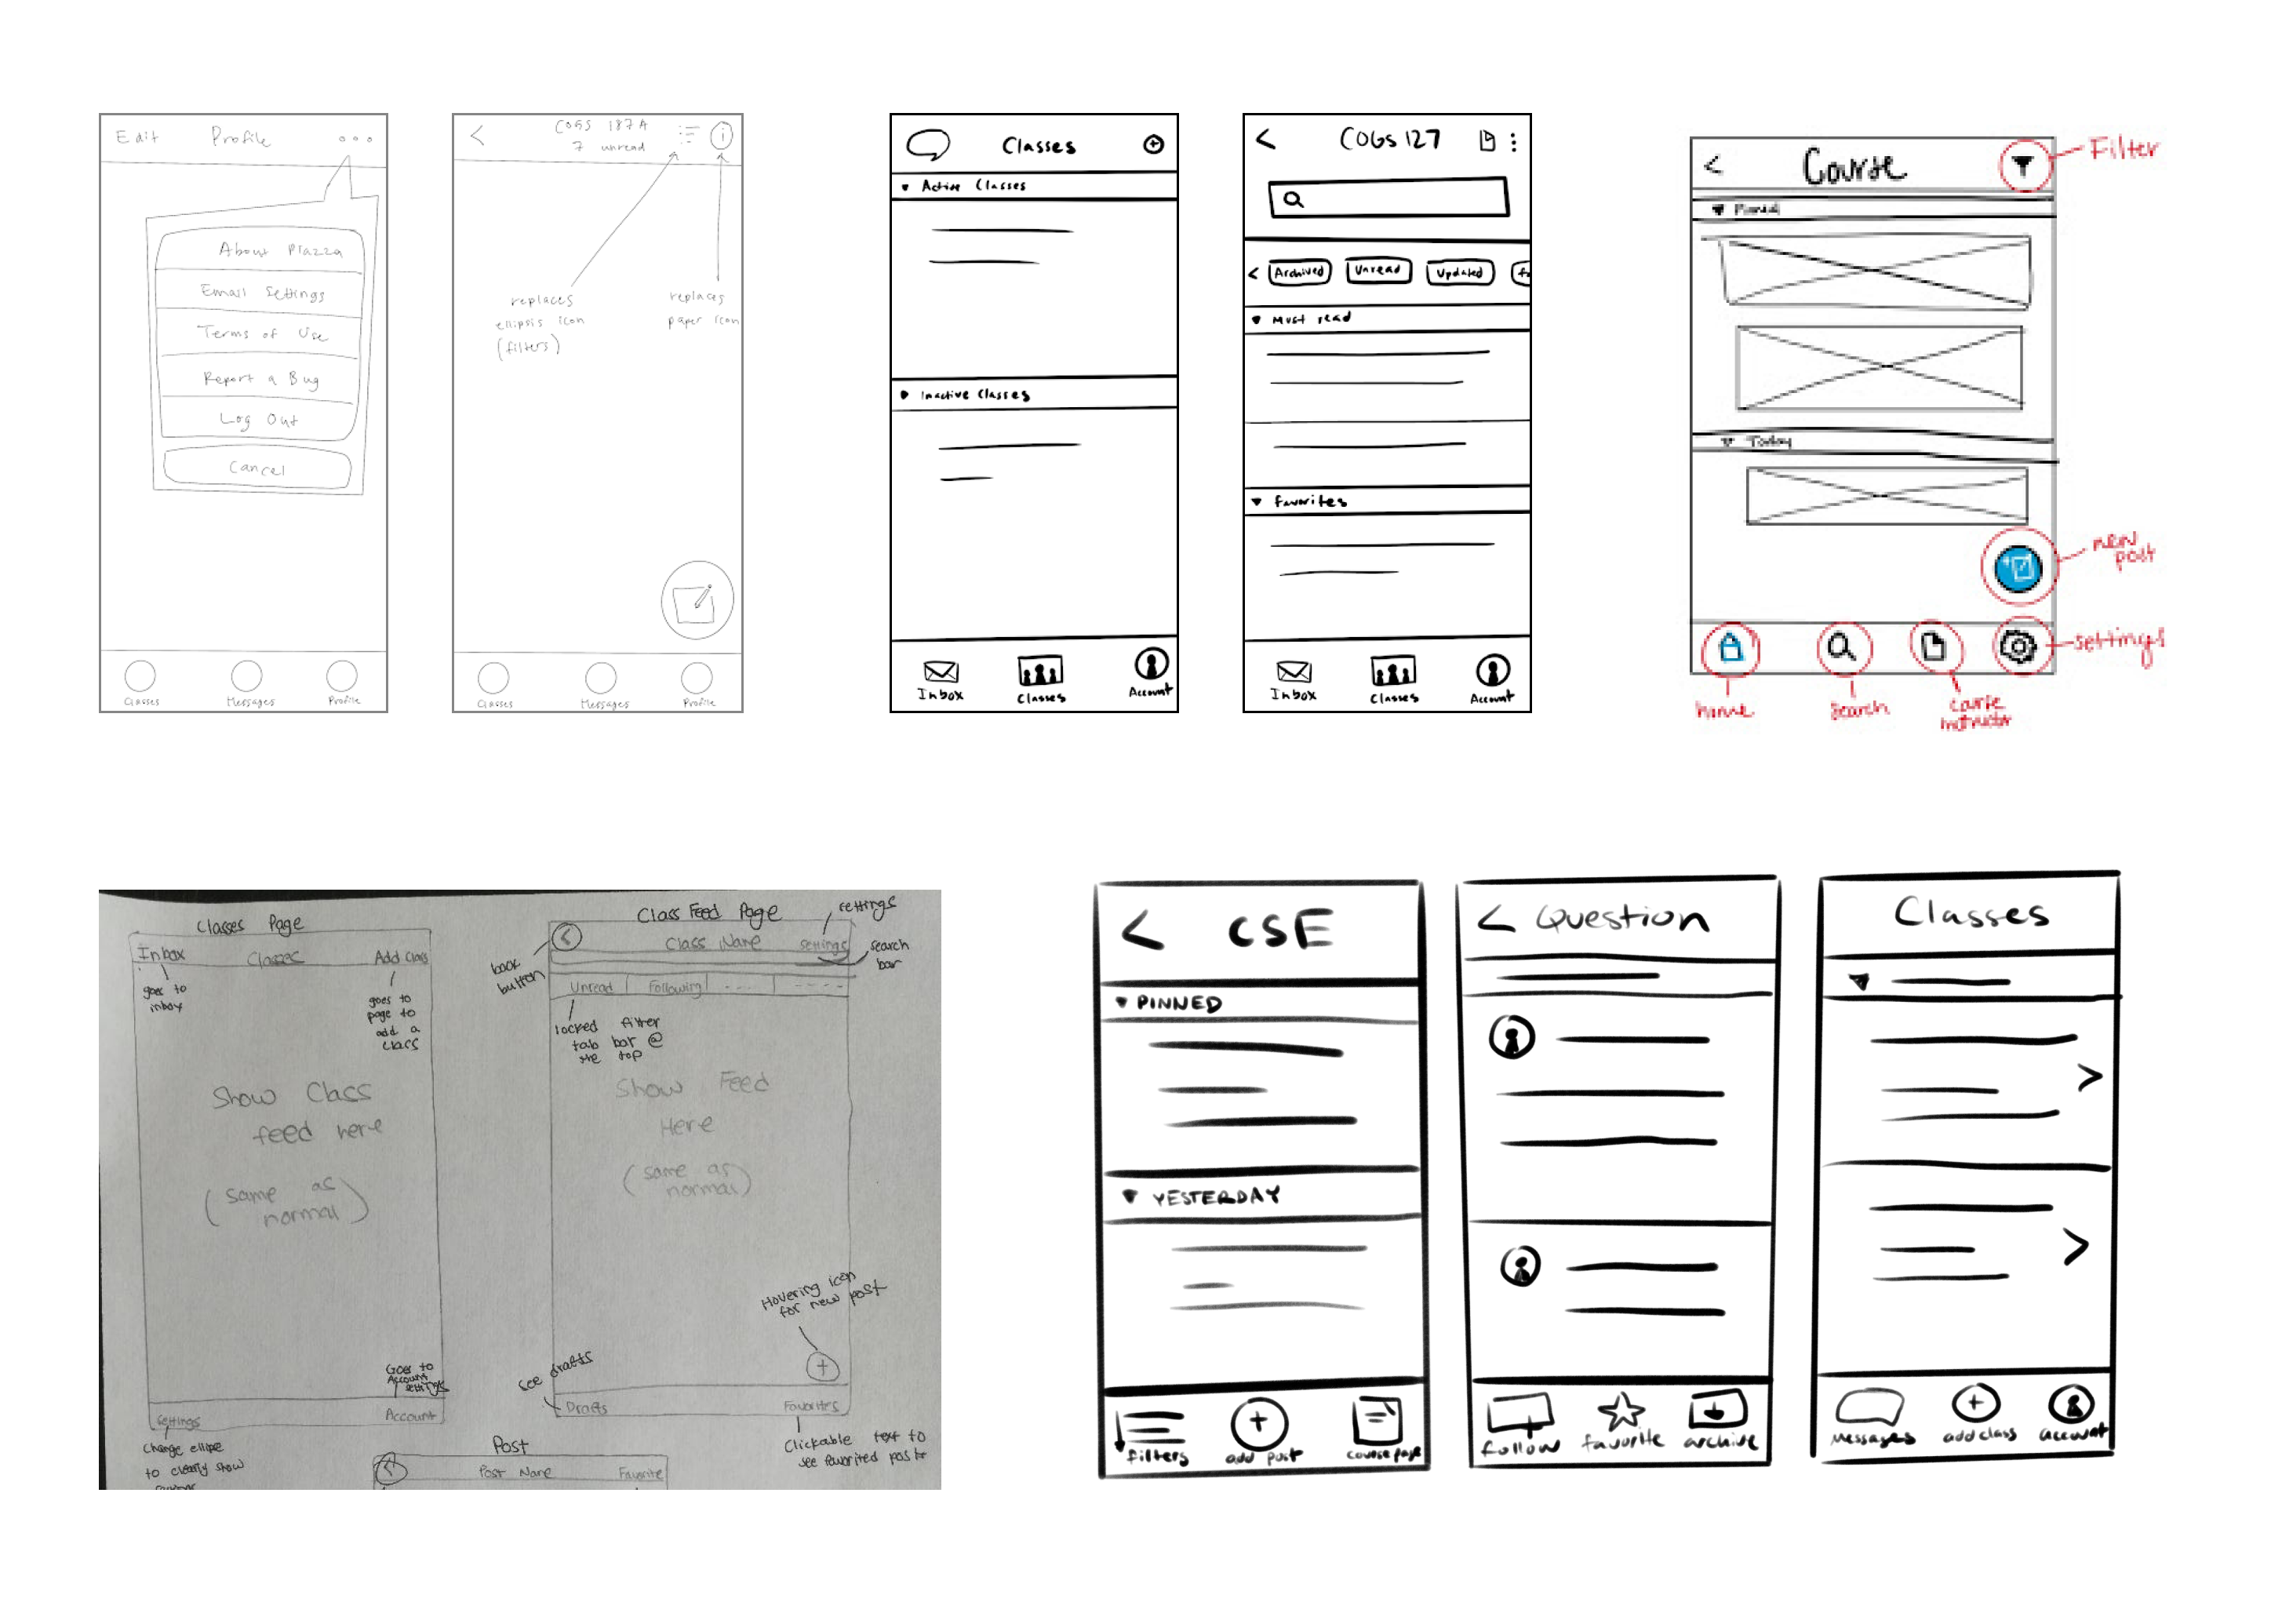 Edit Profile
About Piazza
Email Settings
Terms of Use
Report a Bug
Log Out
Cancel
Classes Messages Profile
COGS 187A
7 unread
replaces
ellipsis icon
(filters)
replaces
paper icon
Classes Messages Profile
Classes
Active Classes
Inactive Classes
Inbox Classes Account
COGS 127
Archived Unread Updated
Must read
favorites
Inbox Classes Account
Course
Filter
Pinned
Today
new
post
settings
home
search
course
instructor
Classes Page
Inbox Classes Add Class
goes to
inbox
goes to
page to
add a
class
Show Class
feed here
(same as
normal)
Goes to
Account
settings
Settings Account
Change ellipse
to clearly show
Class Feed Page
settings
Class Name Settings
search
bar
back
button
Unread Following ---- -----
locked filter
tab bar @
the top
Show Feed
Here
(same as
normal)
Hovering icon
for new post
see drafts
Drafts Favorites
Clickable text to
see favorited posts
Post
Post Name Favorite
CSE
PINNED
YESTERDAY
filters add post course page
Question
follow favorite archive
Classes
messages add class account